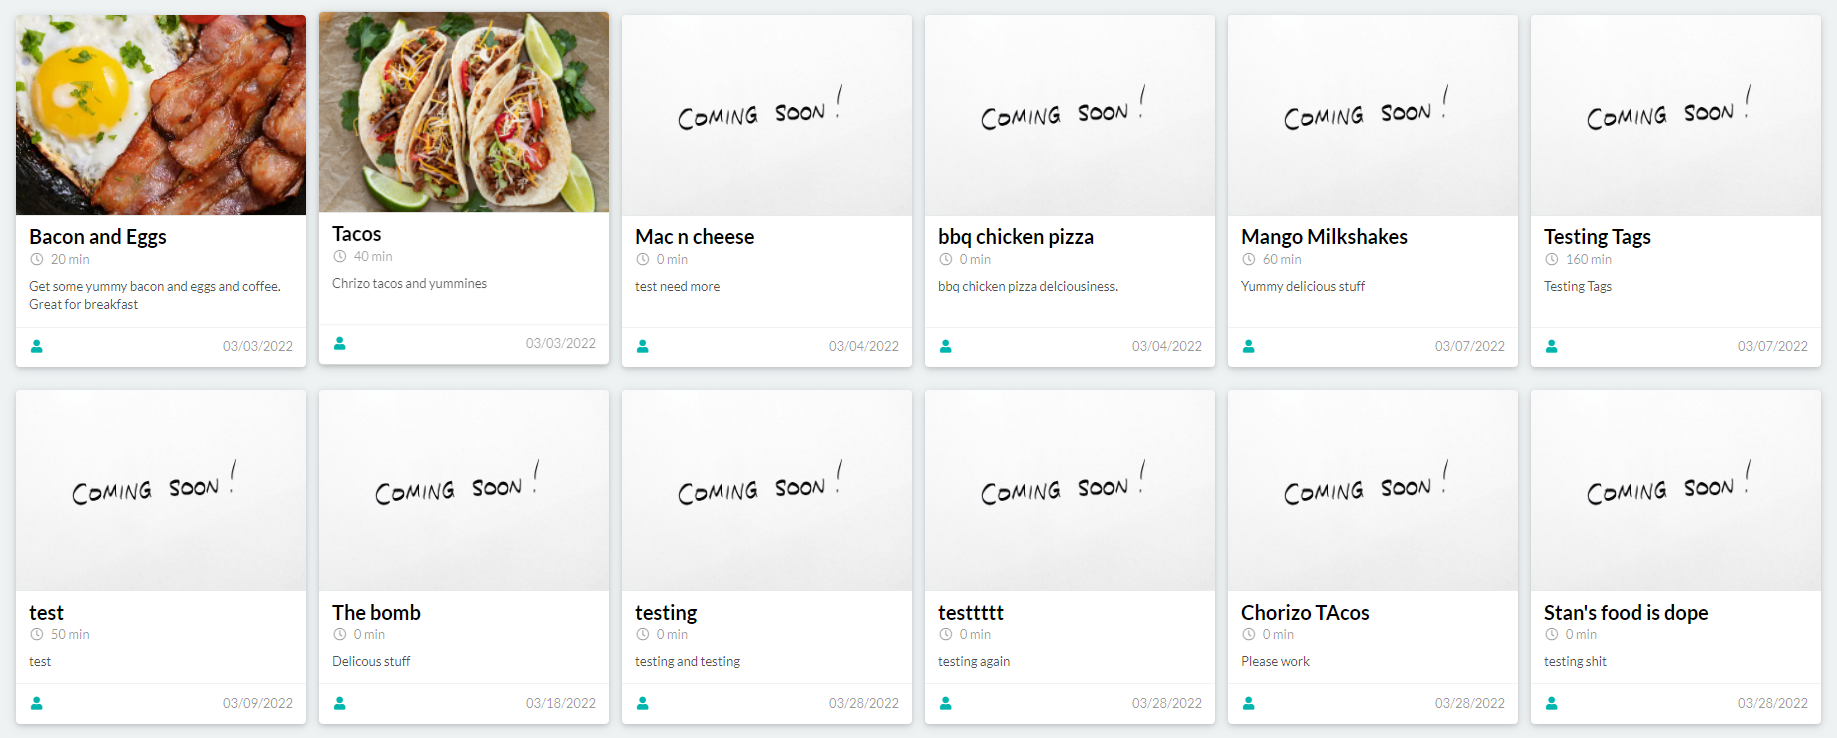 COMING SOON!
COMING SOON!
COMING SOON!
COMING SOON!
Bacon and Eggs
20 min
Get some yummy bacon and eggs and coffee.
Great for breakfast
03/03/2022
Tacos
40 min
Chrizo tacos and yummines
03/03/2022
Mac n cheese
0 min
test need more
03/04/2022
bbq chicken pizza
0 min
bbq chicken pizza delciousiness.
03/04/2022
Mango Milkshakes
60 min
Yummy delicious stuff
03/07/2022
Testing Tags
160 min
Testing Tags
03/07/2022
COMING SOON!
COMING SOON!
COMING SOON!
COMING SOON!
COMING SOON!
COMING SOON!
test
50 min
test
03/09/2022
The bomb
0 min
Delicous stuff
03/18/2022
testing
0 min
testing and testing
03/28/2022
testtttt
0 min
testing again
03/28/2022
Chorizo TAcos
0 min
Please work
03/28/2022
Stan's food is dope
0 min
testing shit
03/28/2022